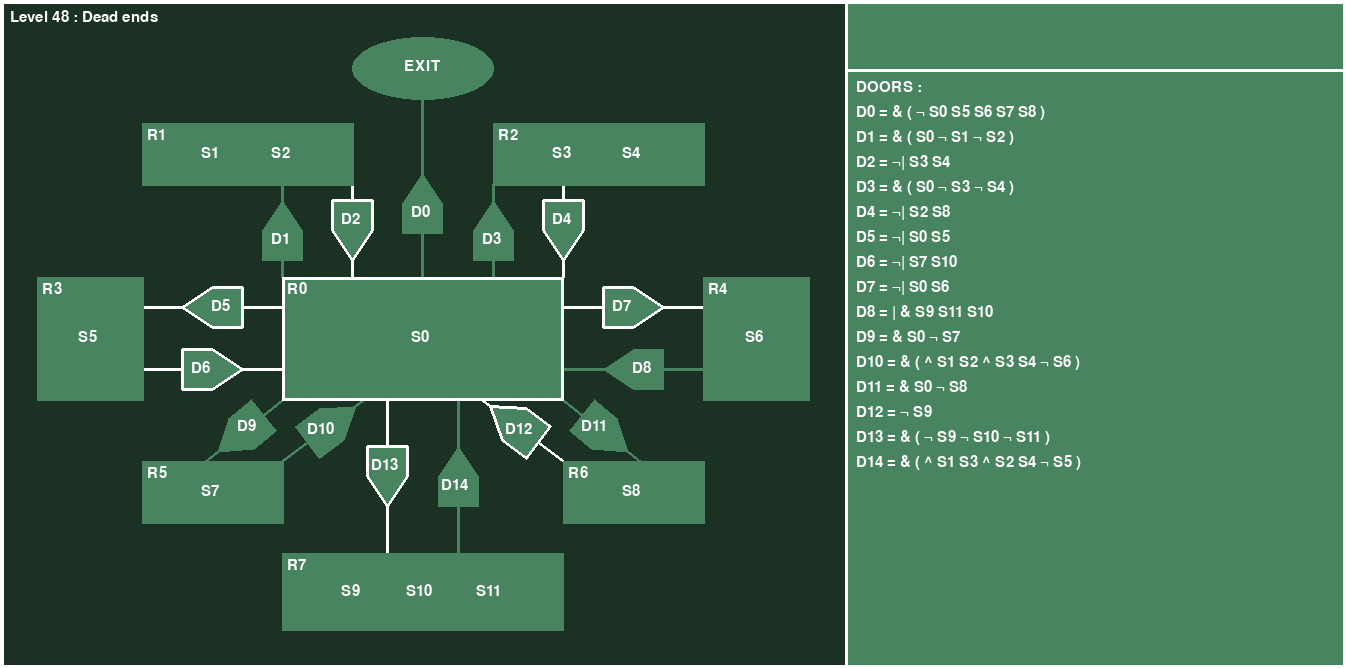 Level 48 : Dead ends
EXIT
R1
S1 S2
R2
S3 S4
D1
D2
D0
D3
D4
R3
S5
D5
D6
R0
S0
D7
D8
R4
S6
D9
D10
D13
D14
D12
D11
R5
S7
R6
S8
R7
S9 S10 S11
DOORS :
D0 = & ( ¬ S0 S5 S6 S7 S8 )
D1 = & ( S0 ¬ S1 ¬ S2 )
D2 = ¬| S3 S4
D3 = & ( S0 ¬ S3 ¬ S4 )
D4 = ¬| S2 S8
D5 = ¬| S0 S5
D6 = ¬| S7 S10
D7 = ¬| S0 S6
D8 = | & S9 S11 S10
D9 = & S0 ¬ S7
D10 = & ( ^ S1 S2 ^ S3 S4 ¬ S6 )
D11 = & S0 ¬ S8
D12 = ¬ S9
D13 = & ( ¬ S9 ¬ S10 ¬ S11 )
D14 = & ( ^ S1 S3 ^ S2 S4 ¬ S5 )